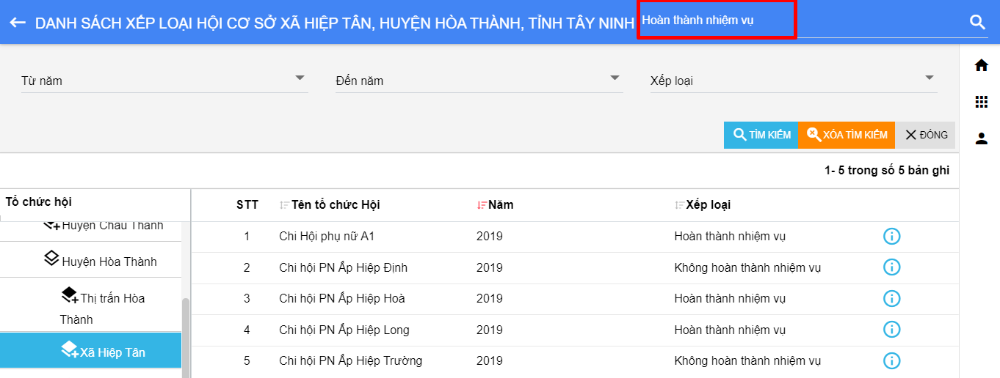 DANH SÁCH XẾP LOẠI HỘI CƠ SỞ XÃ HIỆP TÂN, HUYỆN HÒA THÀNH, TỈNH TÂY NINH Hoàn thành nhiệm vụ
Từ năm Đến năm Xếp loại
TÌM KIẾM XÓA TÌM KIẾM ĐÓNG
1- 5 trong số 5 bản ghi
Tổ chức hội
Huyện Châu Thành
Huyện Hòa Thành
Thị trấn Hòa
Thành
Xã Hiệp Tân
STT Tên tổ chức Hội Năm Xếp loại
1 Chi Hội phụ nữ A1 2019 Hoàn thành nhiệm vụ
2 Chi hội PN Ấp Hiệp Định 2019 Không hoàn thành nhiệm vụ
3 Chi hội PN Ấp Hiệp Hoà 2019 Hoàn thành nhiệm vụ
4 Chi hội PN Ấp Hiệp Long 2019 Hoàn thành nhiệm vụ
5 Chi hội PN Ấp Hiệp Trường 2019 Không hoàn thành nhiệm vụ